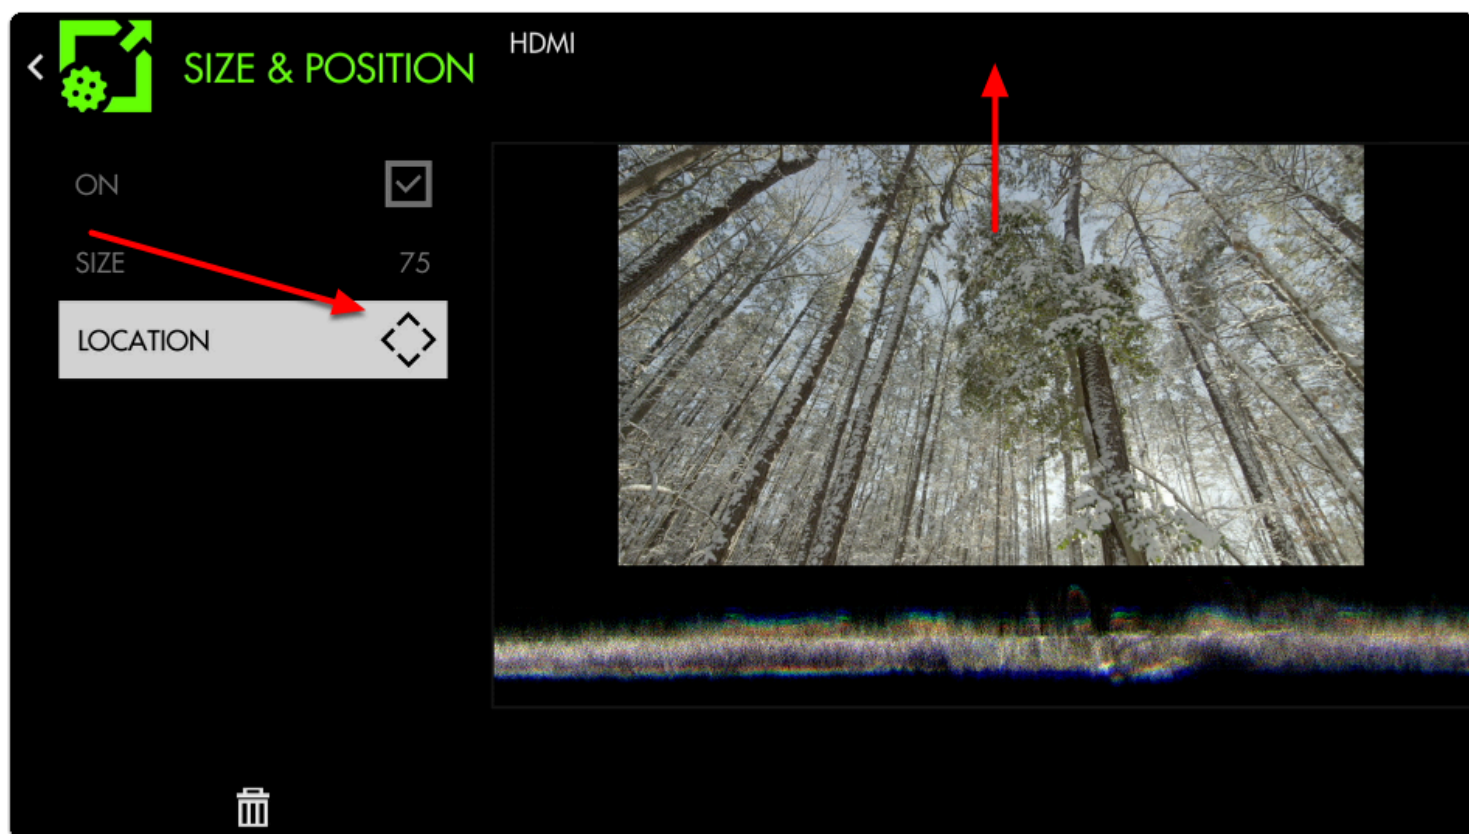 SIZE & POSITION
HDMI
ON
SIZE 75
LOCATION